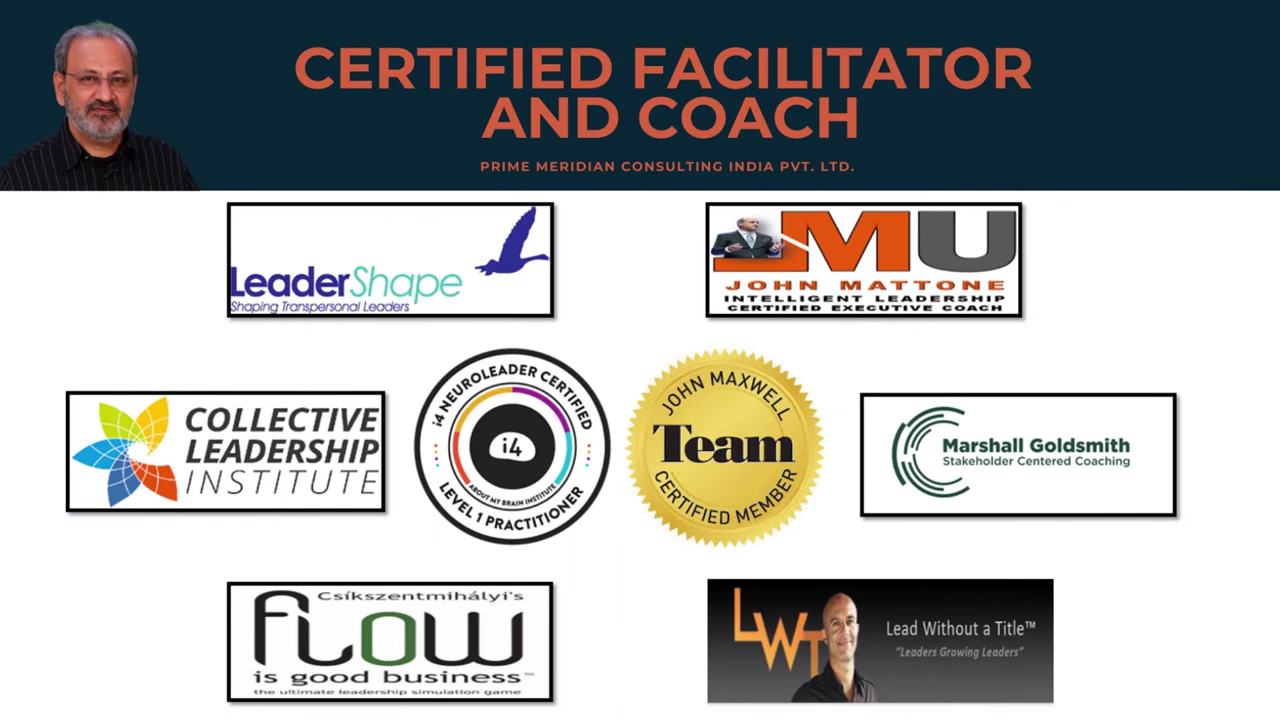 CERTIFIED FACILITATOR
AND COACH
PRIME MERIDIAN CONSULTING INDIA PVT. LTD.
LeaderShape
Shaping Transpersonal Leaders
JMU
JOHN MATTONE
INTELLIGENT LEADERSHIP
CERTIFIED EXECUTIVE COACH
COLLECTIVE
LEADERSHIP
INSTITUTE
i4 NEUROLEADER CERTIFIED
i4
ABOUT MY BRAIN INSTITUTE
LEVEL 1 PRACTITIONER
JOHN MAXWELL
Team
CERTIFIED MEMBER
Marshall Goldsmith
Stakeholder Centered Coaching
Csíkszentmihályi's
FLOW
is good business™
the ultimate leadership simulation game
LWT
Lead Without a Title™
“Leaders Growing Leaders”